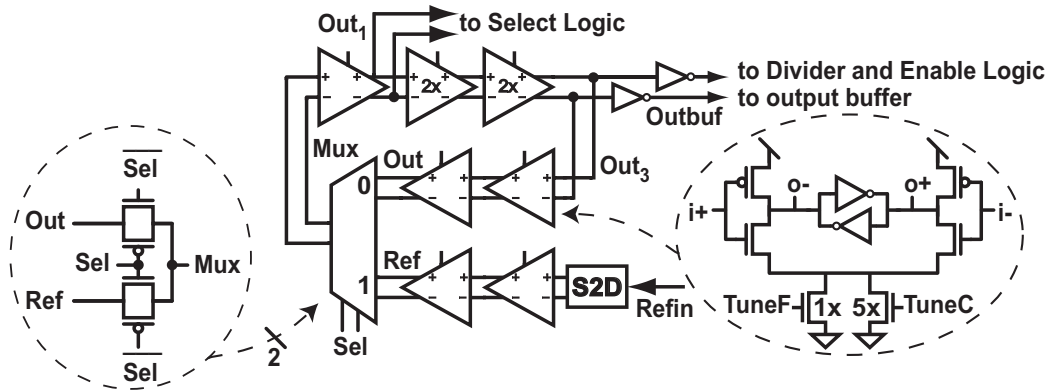 Out1
to Select Logic
+ + + + + +
2x 2x
− − − − − −
to Divider and Enable Logic
to output buffer
Outbuf
Mux
Out
Out3
0
+ + + +
− − − −
Sel
Out
Sel
Mux
Ref
Sel
2
Ref
1
+ + + +
− − − −
S2D
Refin
Sel
o- o+
i+ i-
TuneF 1x 5x TuneC